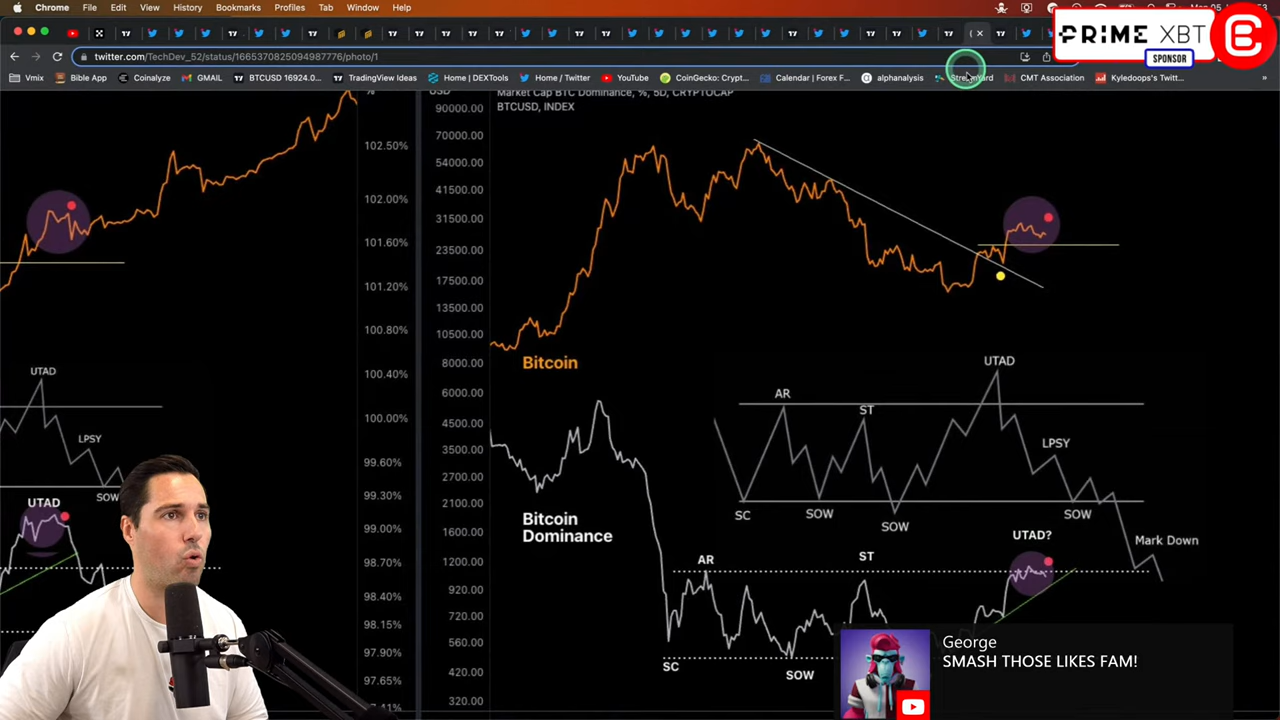 Chrome File Edit View History Bookmarks Profiles Tab Window Help
PRIME XBT
SPONSOR
twitter.com/TechDev_52/status/1665370825094987776/photo/1
Vmix Bible App Coinalyze GMAIL BTCUSD 16924.0... TradingView Ideas Home | DEXTools Home / Twitter YouTube CoinGecko: Crypt... Calendar | Forex F... alphanalysis StreamYard CMT Association Kyledoops's Twitt... »
Market Cap BTC Dominance, %, 5D, CRYPTOCAP
BTCUSD, INDEX
102.50%
102.00%
101.60%
101.20%
100.80%
100.40%
100.00%
99.60%
99.30%
99.00%
98.70%
98.40%
98.15%
97.90%
97.65%
97.41%
USD
90000.00
70000.00
54000.00
41500.00
31500.00
23500.00
17500.00
13500.00
10500.00
8000.00
6000.00
4500.00
3500.00
2700.00
2100.00
1600.00
1200.00
920.00
720.00
560.00
420.00
320.00
UTAD
LPSY
SOW
UTAD
Bitcoin
Bitcoin
Dominance
AR
ST
UTAD
LPSY
SC
SOW
SOW
SOW
Mark Down
AR
ST
UTAD?
SC
SOW
George
SMASH THOSE LIKES FAM!